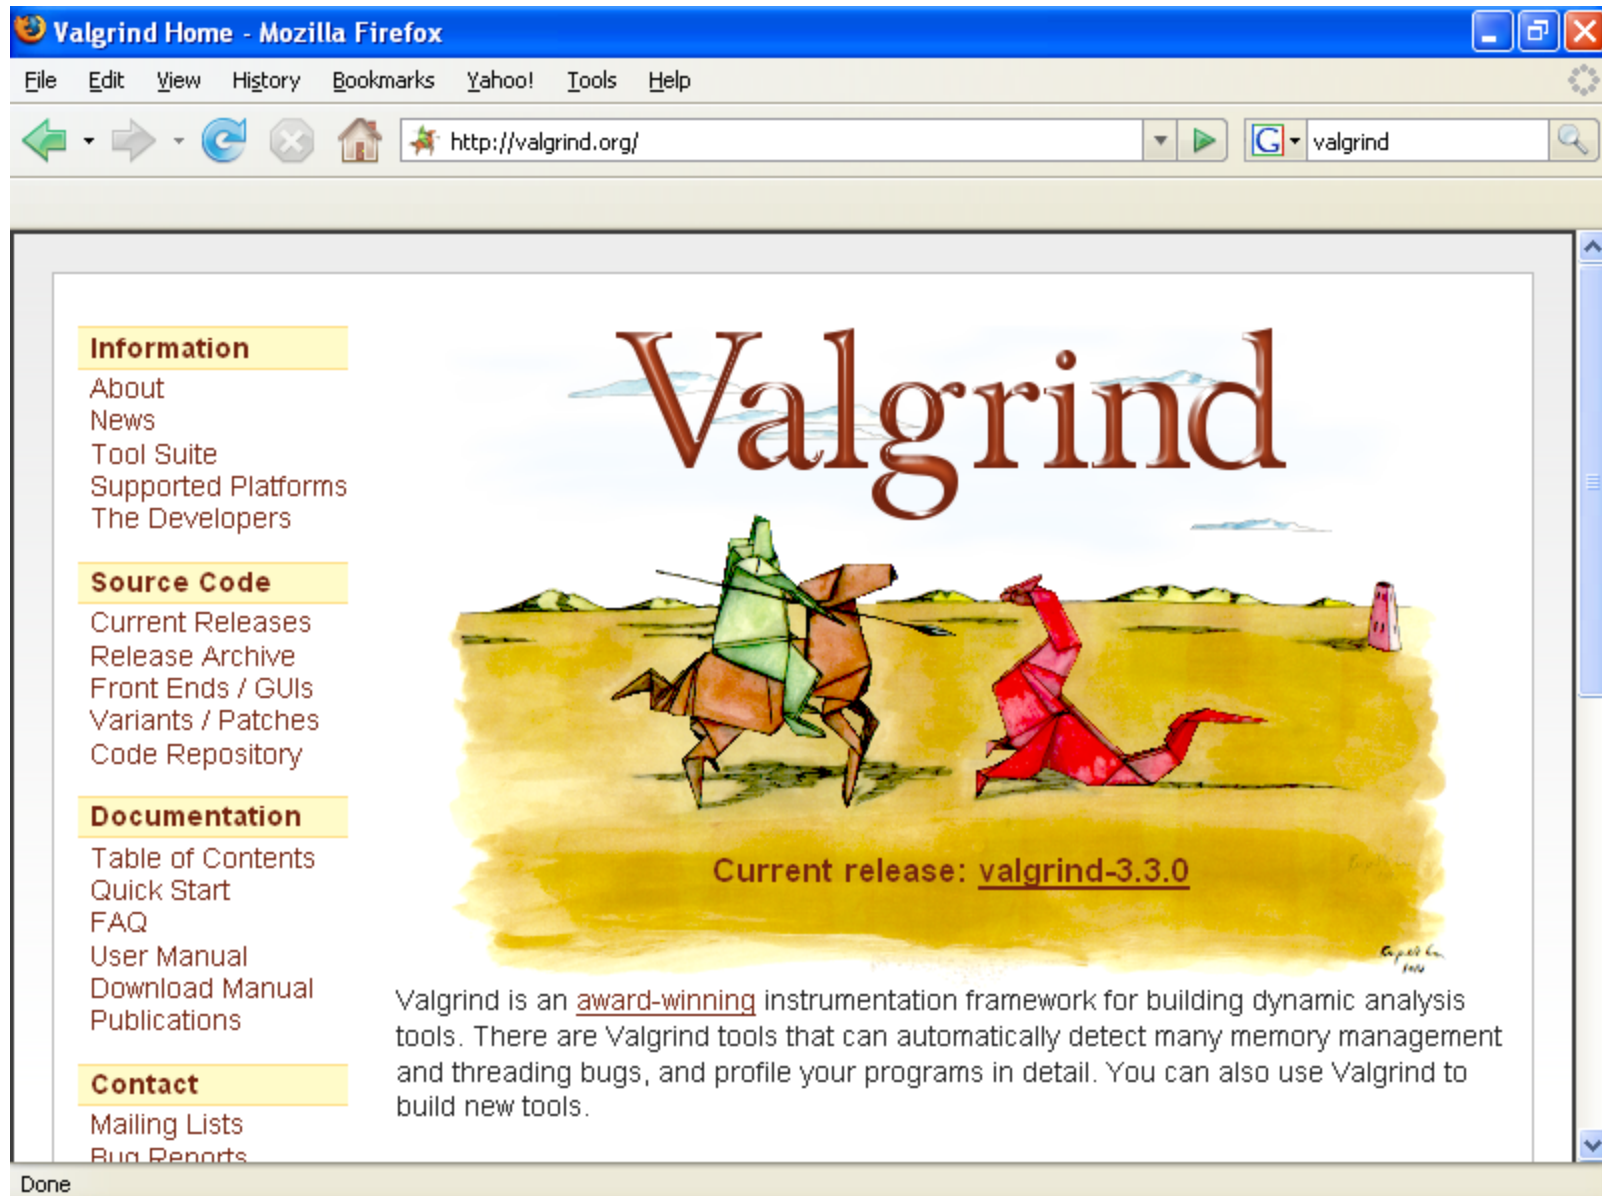 Valgrind Home - Mozilla Firefox
File Edit View History Bookmarks Yahoo! Tools Help
http://valgrind.org/
G valgrind
Information
About
News
Tool Suite
Supported Platforms
The Developers
Source Code
Current Releases
Release Archive
Front Ends / GUIs
Variants / Patches
Code Repository
Documentation
Table of Contents
Quick Start
FAQ
User Manual
Download Manual
Publications
Contact
Mailing Lists
Bug Reports
Valgrind
Current release: valgrind-3.3.0
Valgrind is an award-winning instrumentation framework for building dynamic analysis
tools. There are Valgrind tools that can automatically detect many memory management
and threading bugs, and profile your programs in detail. You can also use Valgrind to
build new tools.
Done